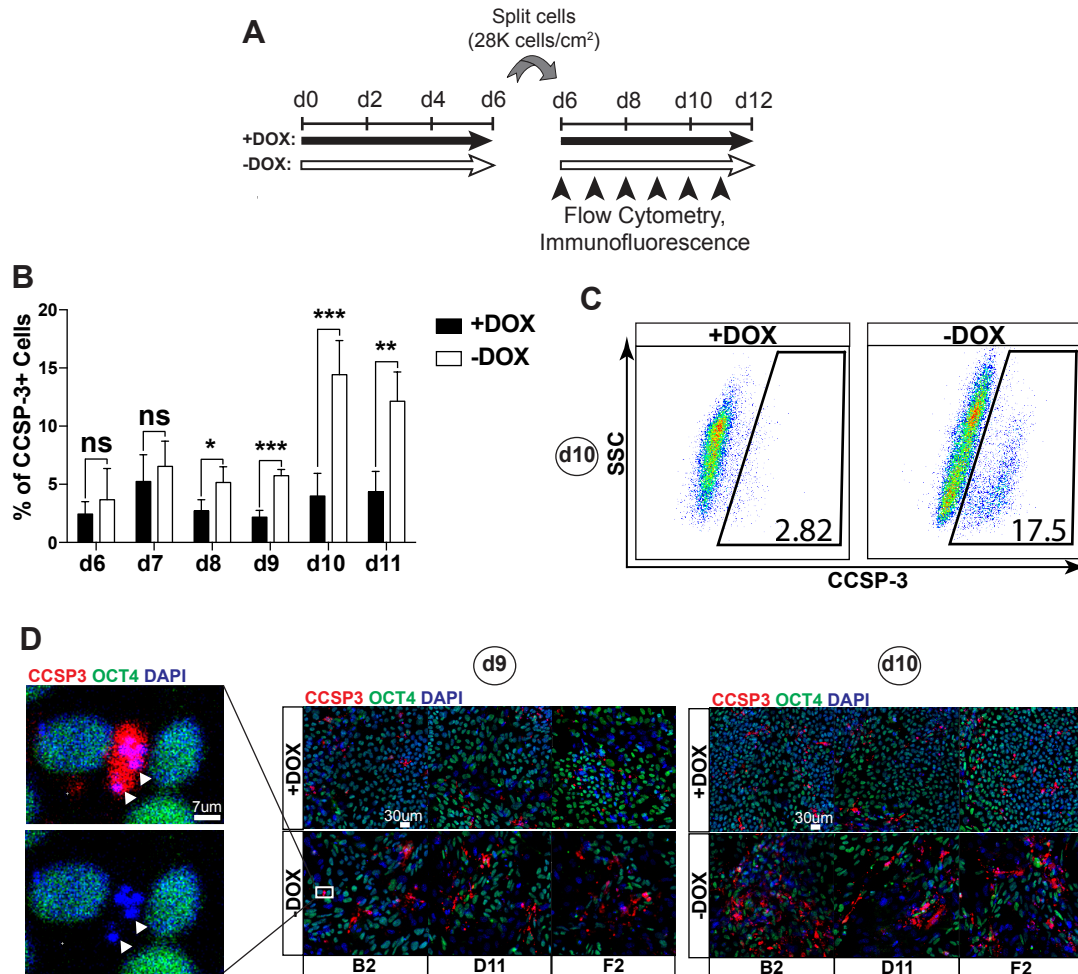 A
Split cells
(28K cells/cm²)
d0 d2 d4 d6
d6 d8 d10 d12
+DOX:
-DOX:
Flow Cytometry,
Immunofluorescence
B
% of CCSP-3+ Cells
20
15
10
5
0
ns ns * *** *** **
d6 d7 d8 d9 d10 d11
+DOX
-DOX
C
+DOX -DOX
d10
SSC
2.82 17.5
CCSP-3
D
CCSP3 OCT4 DAPI
7um
d9
CCSP3 OCT4 DAPI
+DOX
30um
-DOX
B2 D11 F2
d10
CCSP3 OCT4 DAPI
+DOX
30um
-DOX
B2 D11 F2